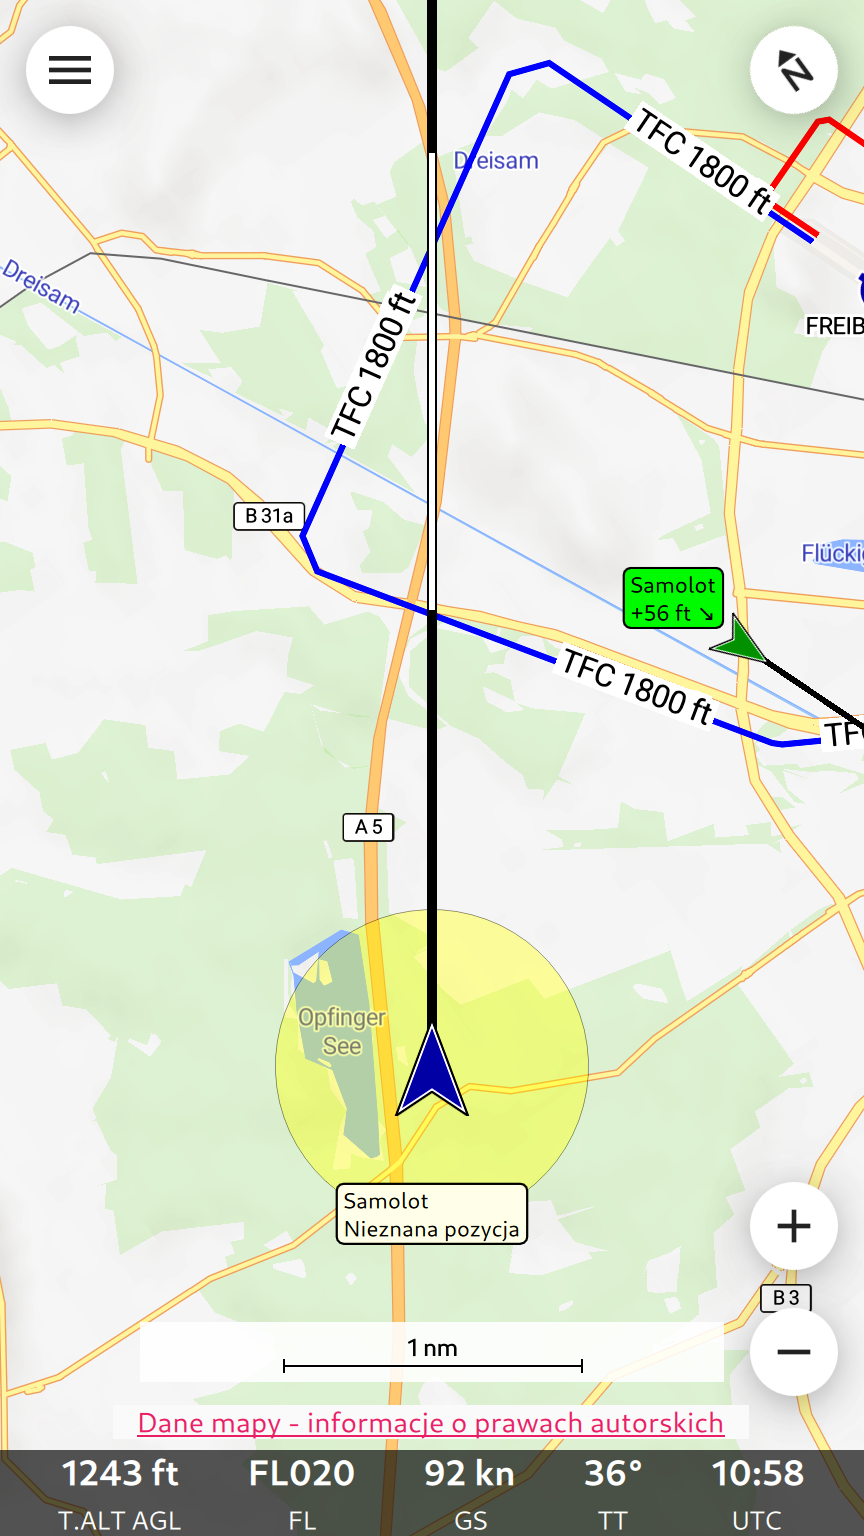 Dreisam
TFC 1800 ft
Dreisam
FREIB
TFC 1800 ft
B 31a
Flücki
Samolot
+56 ft ↘
TFC 1800 ft
TF
A 5
Opfinger
See
Samolot
Nieznana pozycja
B 3
1 nm
Dane mapy - informacje o prawach autorskich
1243 ft FL020 92 kn 36° 10:58
T.ALT AGL FL GS TT UTC